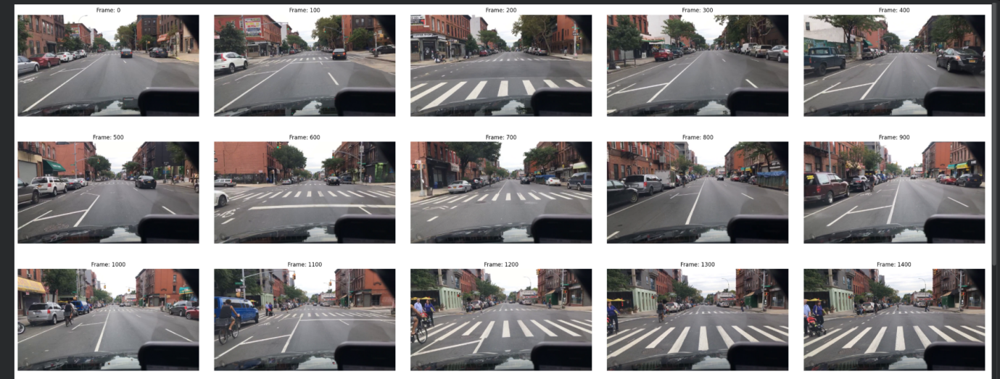 Frame: 0
Frame: 100
Frame: 200
Frame: 300
Frame: 400
Frame: 500
Frame: 600
Frame: 700
Frame: 800
Frame: 900
Frame: 1000
Frame: 1100
Frame: 1200
Frame: 1300
Frame: 1400